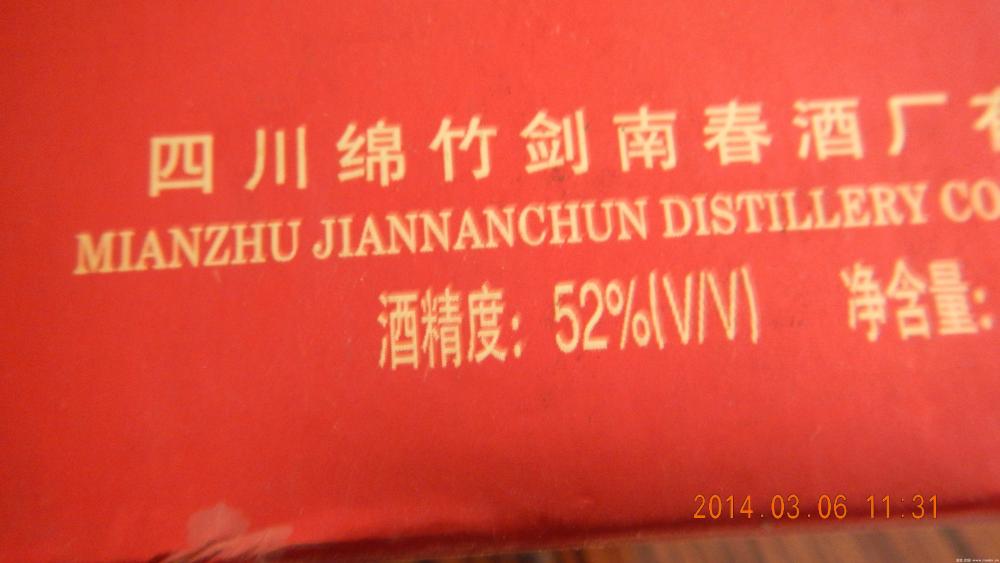 四川绵竹剑南春酒厂有
MIANZHU JIANNANCHUN DISTILLERY CO
酒精度：52%(V/V) 净含量：
2014.03.06 11:31